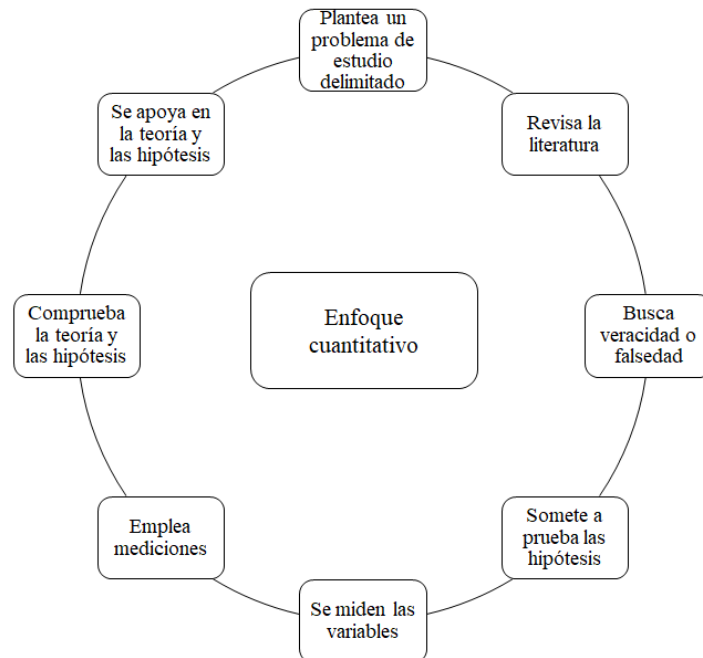 Plantea un
problema de
estudio
delimitado
Revisa la
literatura
Busca
veracidad o
falsedad
Somete a
prueba las
hipótesis
Se miden las
variables
Emplea
mediciones
Comprueba
la teoría y
las hipótesis
Se apoya en
la teoría y
las hipótesis
Enfoque
cuantitativo